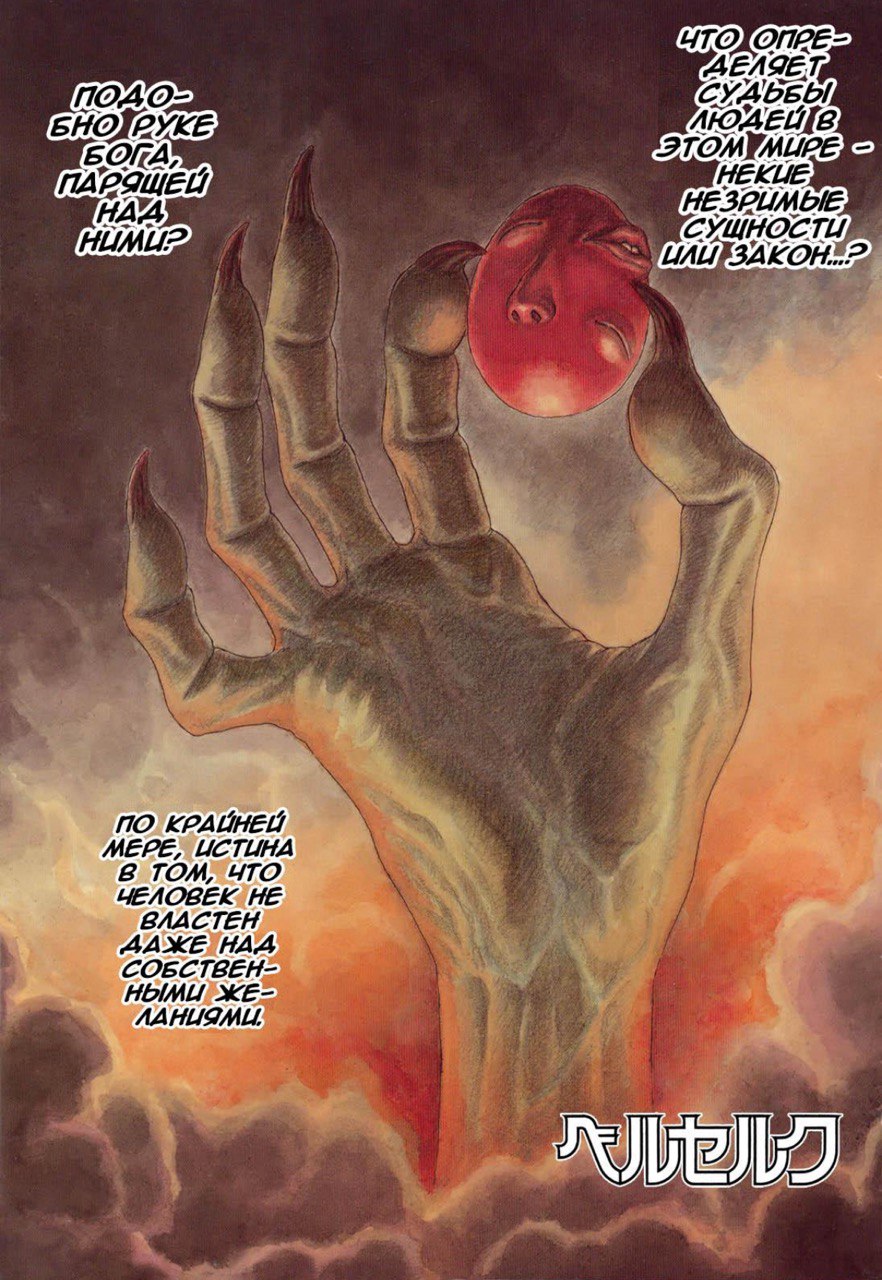 ЧТО ОПРЕ-
ДЕЛЯЕТ
СУДЬБЫ
ЛЮДЕЙ В
ЭТОМ МИРЕ –
НЕКИЕ
НЕЗРИМЫЕ
СУЩНОСТИ
ИЛИ ЗАКОН...?
ПОДО-
БНО РУКЕ
БОГА,
ПАРЯЩЕЙ
НАД
НИМИ?
ПО КРАЙНЕЙ
МЕРЕ, ИСТИНА
В ТОМ, ЧТО
ЧЕЛОВЕК НЕ
ВЛАСТЕН
ДАЖЕ НАД
СОБСТВЕН-
НЫМИ ЖЕ-
ЛАНИЯМИ.
ベルセルク